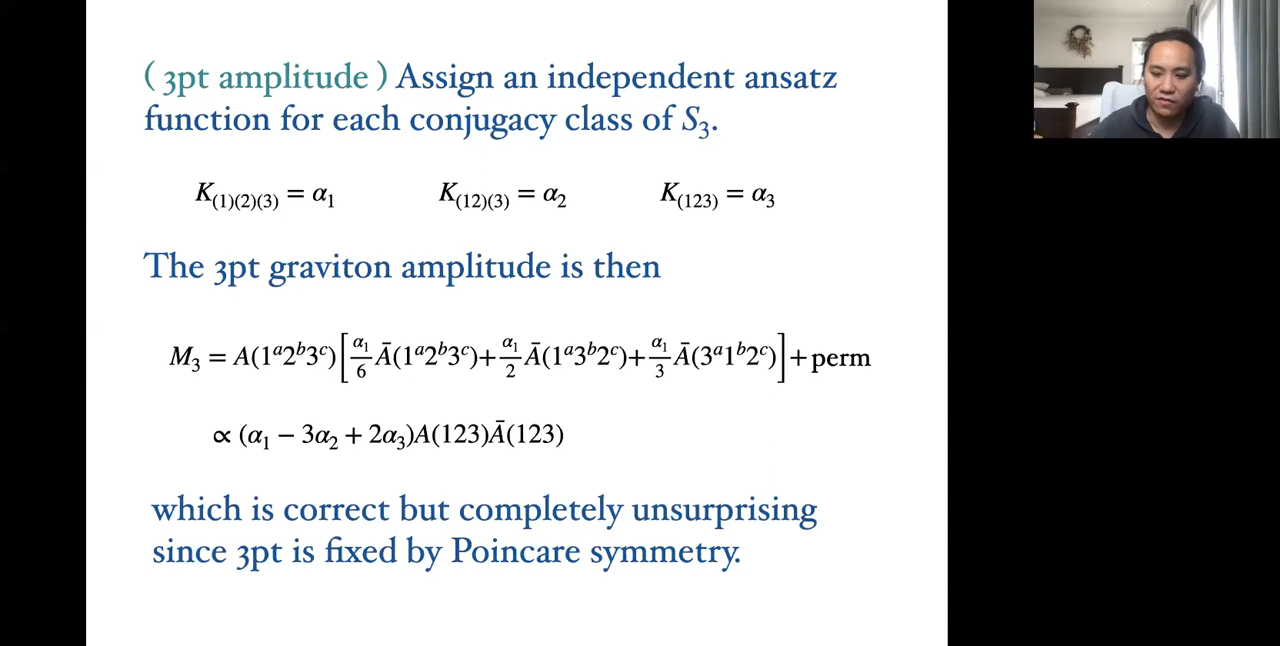 ( 3pt amplitude ) Assign an independent ansatz
function for each conjugacy class of S₃.
K₍₁₎₍₂₎₍₃₎ = α₁ K₍₁₂₎₍₃₎ = α₂ K₍₁₂₃₎ = α₃
The 3pt graviton amplitude is then
M₃ = A(1ᵃ2ᵇ3ᶜ)[α₁/6 Ā(1ᵃ2ᵇ3ᶜ)+α₁/2 Ā(1ᵃ3ᵇ2ᶜ)+α₁/3 Ā(3ᵃ1ᵇ2ᶜ)]+perm
∝ (α₁ − 3α₂ + 2α₃)A(123)Ā(123)
which is correct but completely unsurprising
since 3pt is fixed by Poincare symmetry.